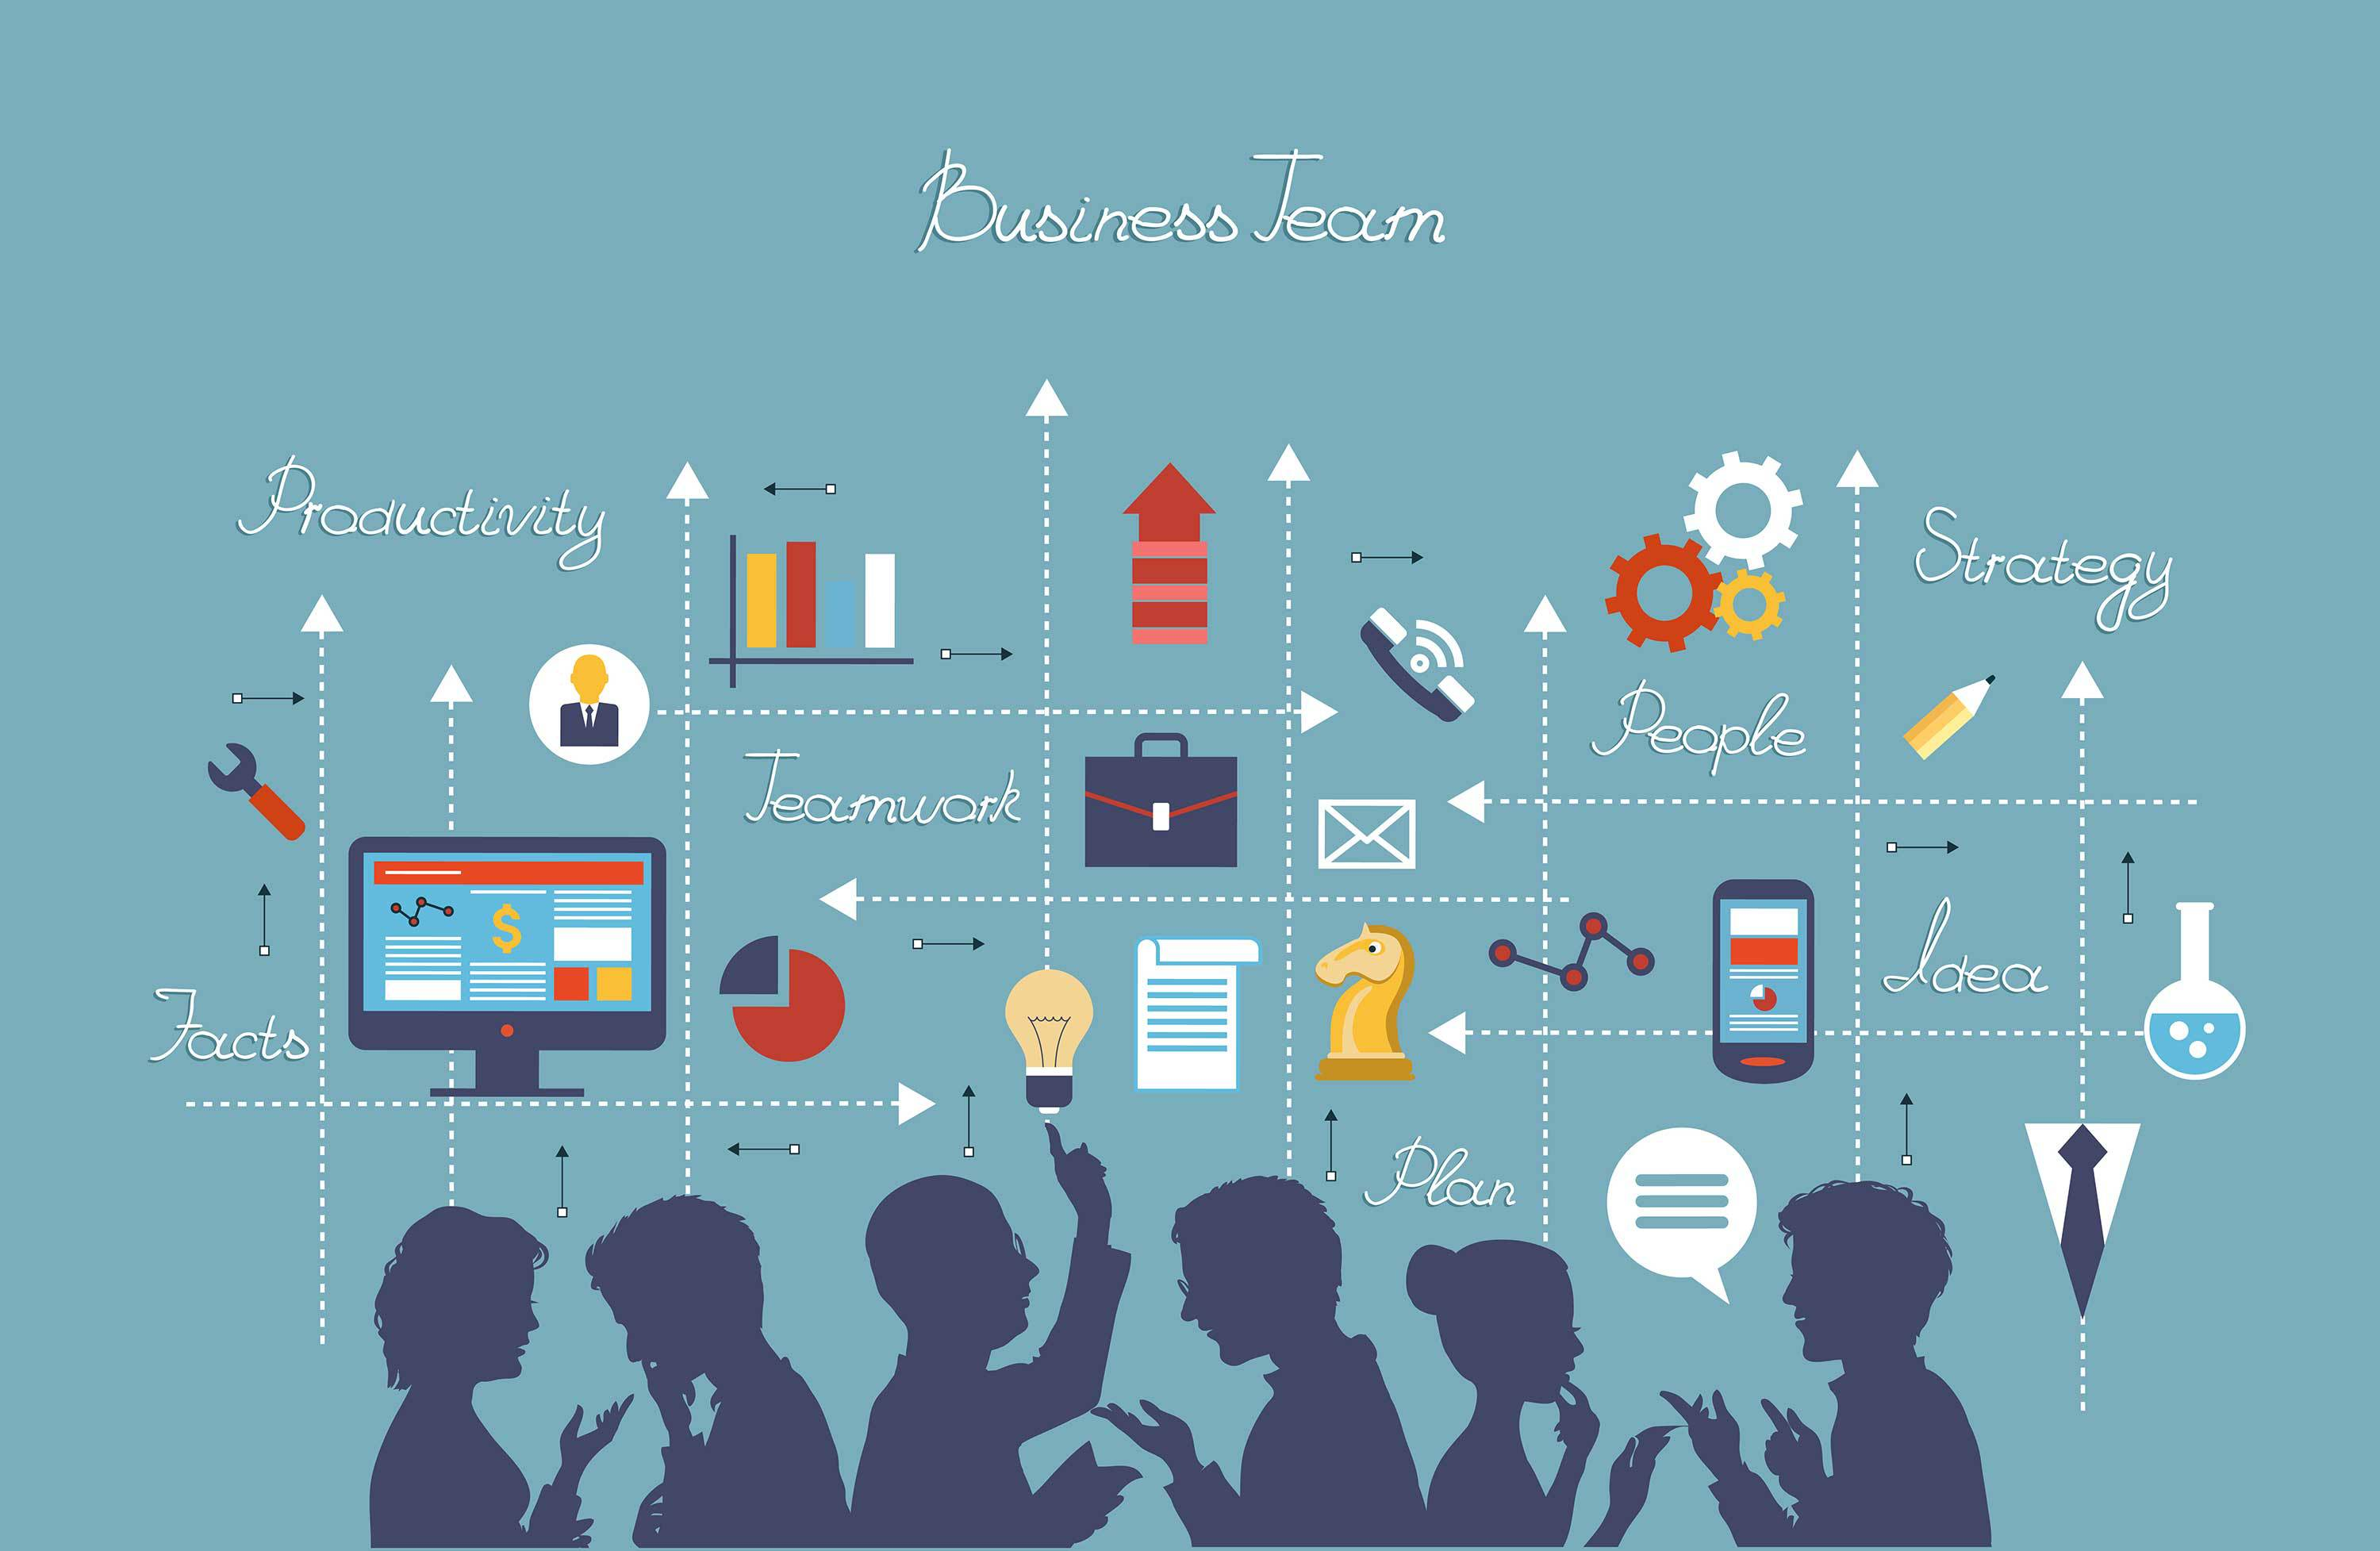 Business Team
Productivity
Strategy
People
Teamwork
$
Idea
Facts
Plan